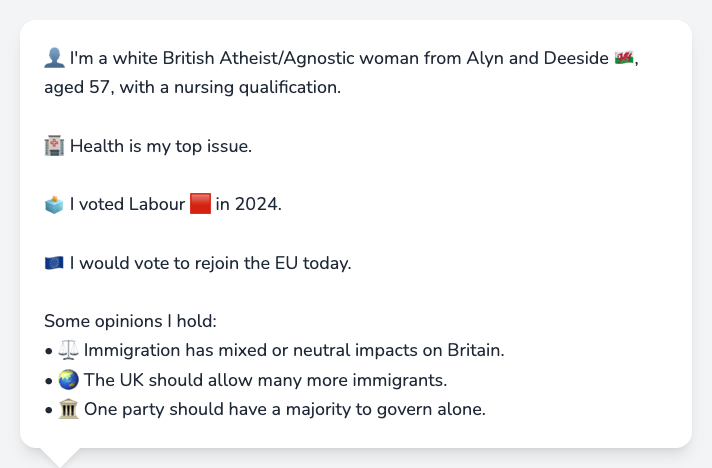 👤 I'm a white British Atheist/Agnostic woman from Alyn and Deeside 🏴󠁧󠁢󠁷󠁬󠁳󠁿,
aged 57, with a nursing qualification.
🏥 Health is my top issue.
🗳️ I voted Labour 🟥 in 2024.
🇪🇺 I would vote to rejoin the EU today.
Some opinions I hold:
• ⚖️ Immigration has mixed or neutral impacts on Britain.
• 🌏 The UK should allow many more immigrants.
• 🏛️ One party should have a majority to govern alone.